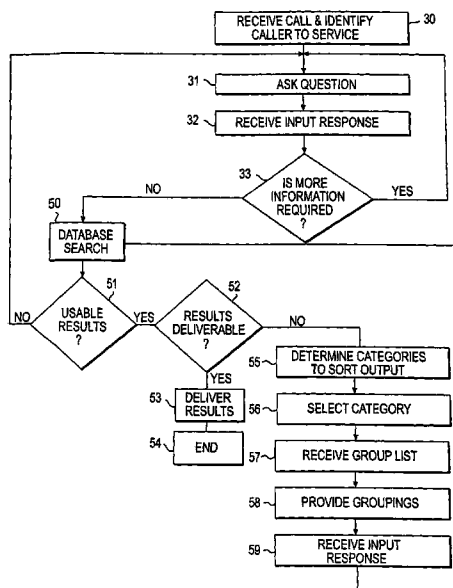 RECEIVE CALL & IDENTIFY
CALLER TO SERVICE
30
31
ASK QUESTION
32
RECEIVE INPUT RESPONSE
33
IS MORE
INFORMATION
REQUIRED
?
NO
YES
50
DATABASE
SEARCH
51
USABLE
RESULTS
?
NO
YES
52
RESULTS
DELIVERABLE
?
NO
YES
53
DELIVER
RESULTS
54
END
55
DETERMINE CATEGORIES
TO SORT OUTPUT
56
SELECT CATEGORY
57
RECEIVE GROUP LIST
58
PROVIDE GROUPINGS
59
RECEIVE INPUT
RESPONSE